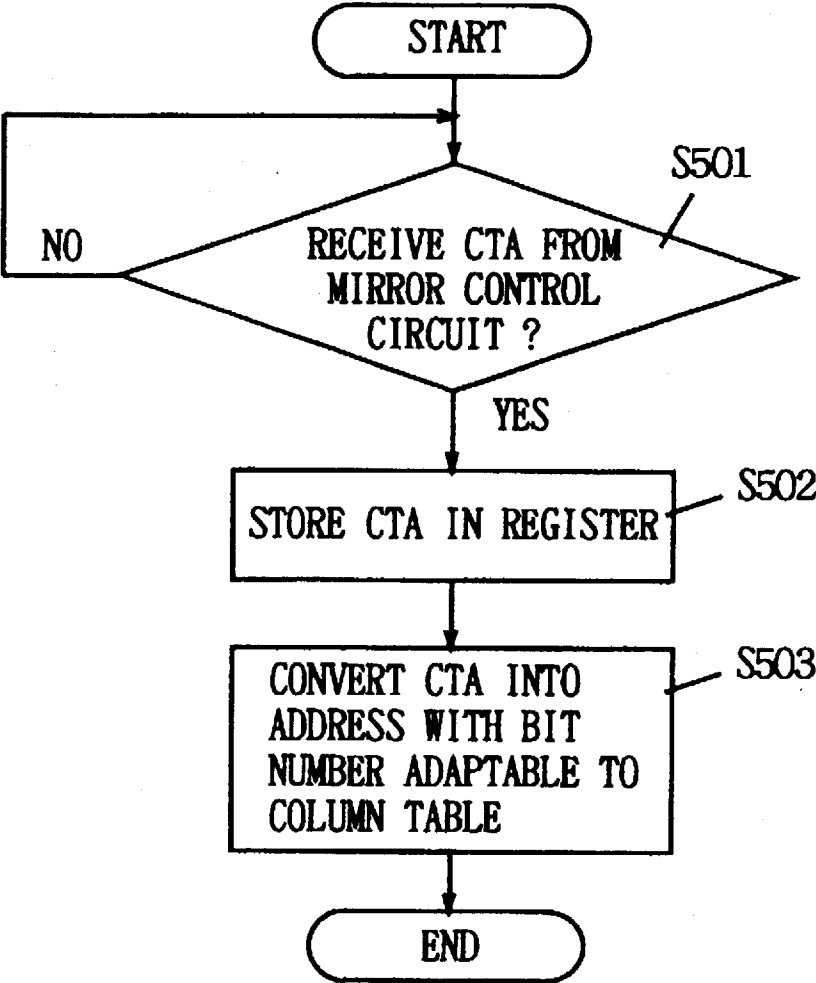 START
S501
NO
RECEIVE CTA FROM
MIRROR CONTROL
CIRCUIT ?
YES
S502
STORE CTA IN REGISTER
S503
CONVERT CTA INTO
ADDRESS WITH BIT
NUMBER ADAPTABLE TO
COLUMN TABLE
END